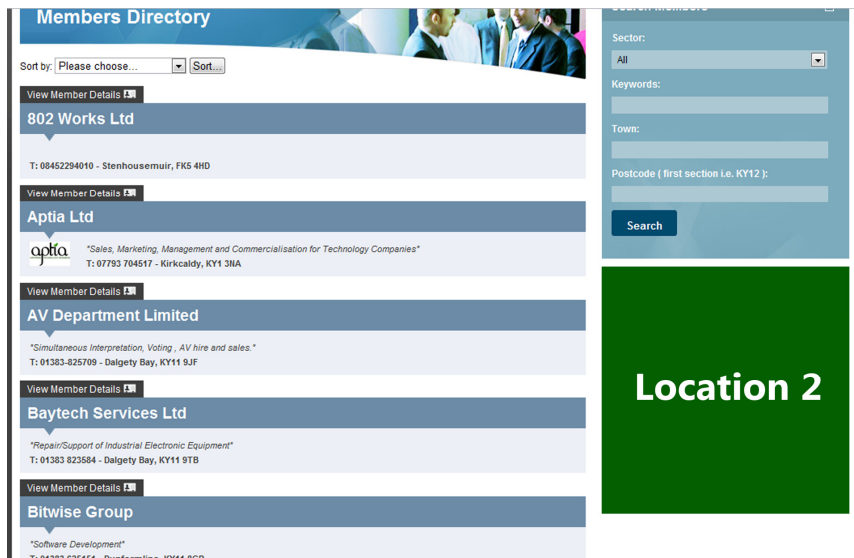 Members Directory
Sort by: Please choose... Sort...
View Member Details
802 Works Ltd
T: 08452294010 - Stenhousemuir, FK5 4HD
View Member Details
Aptia Ltd
aptia
"Sales, Marketing, Management and Commercialisation for Technology Companies"
T: 07793 704517 - Kirkcaldy, KY1 3NA
View Member Details
AV Department Limited
"Simultaneous Interpretation, Voting , AV hire and sales."
T: 01383-825709 - Dalgety Bay, KY11 9JF
View Member Details
Baytech Services Ltd
"Repair/Support of Industrial Electronic Equipment"
T: 01383 823584 - Dalgety Bay, KY11 9TB
View Member Details
Bitwise Group
"Software Development"
Search Members
Sector:
All
Keywords:
Town:
Postcode ( first section i.e. KY12 ):
Search
Location 2